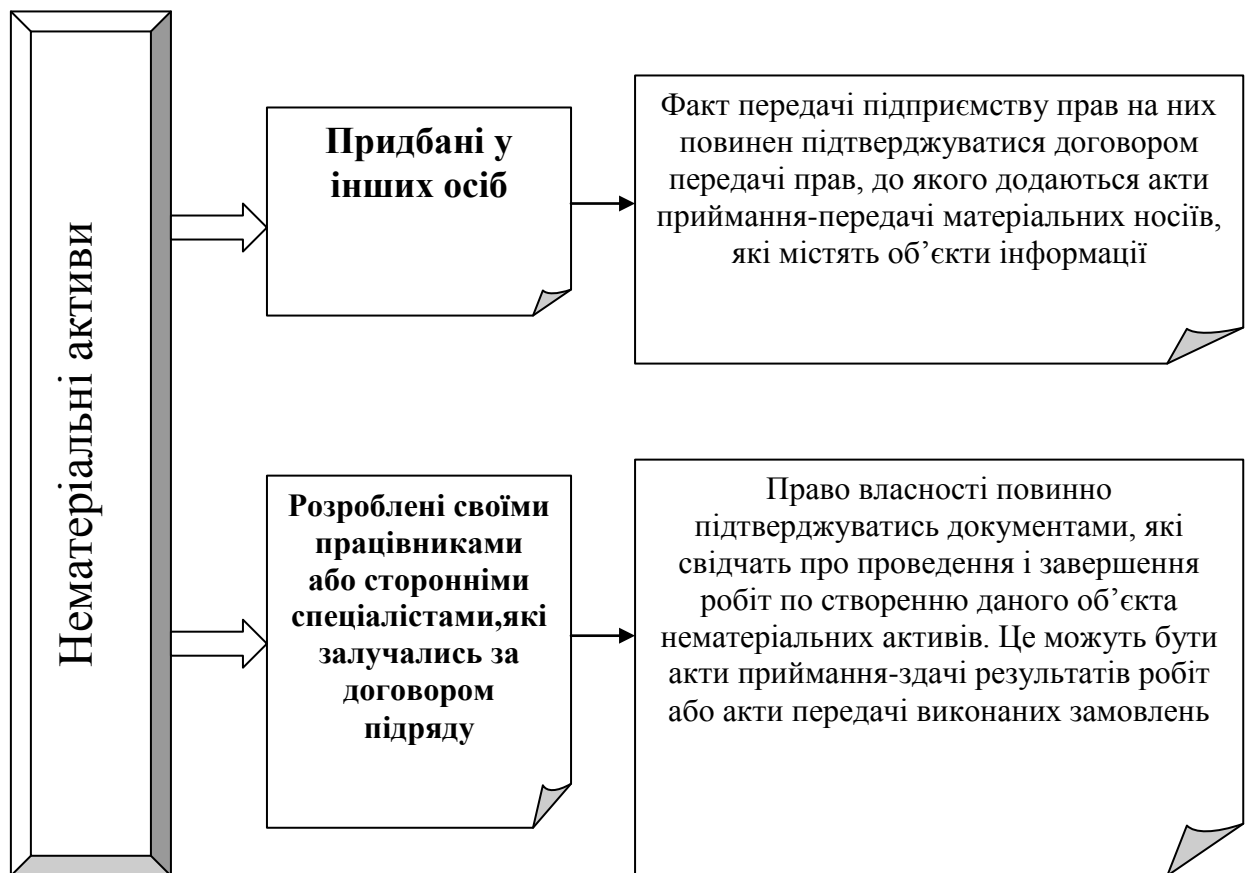 Нематеріальні активи
Придбані у
інших осіб
Факт передачі підприємству прав на них
повинен підтверджуватися договором
передачі прав, до якого додаються акти
приймання-передачі матеріальних носіїв,
які містять об’єкти інформації
Розроблені своїми
працівниками
або сторонніми
спеціалістами,які
залучались за
договором
підряду
Право власності повинно
підтверджуватись документами, які
свідчать про проведення і завершення
робіт по створенню даного об’єкта
нематеріальних активів. Це можуть бути
акти приймання-здачі результатів робіт
або акти передачі виконаних замовлень